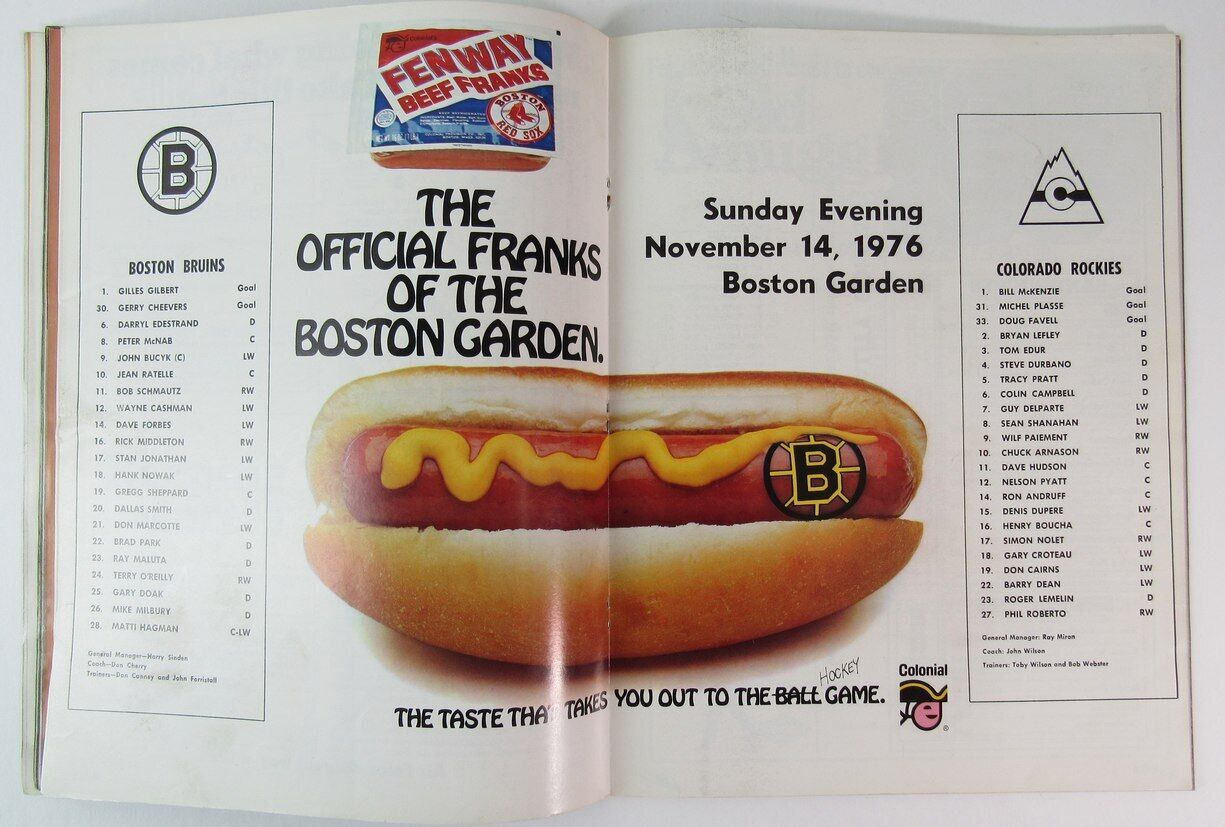 B
BOSTON BRUINS
1. GILLES GILBERT Goal
30. GERRY CHEEVERS Goal
6. DARRYL EDESTRAND D
8. PETER McNAB C
9. JOHN BUCYK (C) LW
10. JEAN RATELLE C
11. BOB SCHMAUTZ RW
12. WAYNE CASHMAN LW
14. DAVE FORBES LW
16. RICK MIDDLETON RW
17. STAN JONATHAN LW
18. HANK NOWAK LW
19. GREGG SHEPPARD C
20. DALLAS SMITH D
21. DON MARCOTTE LW
22. BRAD PARK D
23. RAY MALUTA D
24. TERRY O'REILLY RW
25. GARY DOAK D
26. MIKE MILBURY D
28. MATTI HAGMAN C-LW
General Manager—Harry Sinden
Coach—Don Cherry
Trainers—Dan Canney and John Forristall
Colonial's
FENWAY
BEEF FRANKS
BOSTON
RED SOX
THE
OFFICIAL FRANKS
OF THE
BOSTON GARDEN.
B
THE TASTE THAT TAKES YOU OUT TO THE BALL GAME.
HOCKEY
Colonial
e
®
Sunday Evening
November 14, 1976
Boston Garden
C
COLORADO ROCKIES
1. BILL McKENZIE Goal
31. MICHEL PLASSE Goal
33. DOUG FAVELL Goal
2. BRYAN LEFLEY D
3. TOM EDUR D
4. STEVE DURBANO D
5. TRACY PRATT D
6. COLIN CAMPBELL D
7. GUY DELPARTE LW
8. SEAN SHANAHAN LW
9. WILF PAIEMENT RW
10. CHUCK ARNASON RW
11. DAVE HUDSON C
12. NELSON PYATT C
14. RON ANDRUFF C
15. DENIS DUPERE LW
16. HENRY BOUCHA C
17. SIMON NOLET RW
18. GARY CROTEAU LW
19. DON CAIRNS LW
22. BARRY DEAN LW
23. ROGER LEMELIN D
27. PHIL ROBERTO RW
General Manager: Ray Miron
Coach: John Wilson
Trainers: Toby Wilson and Bob Webster